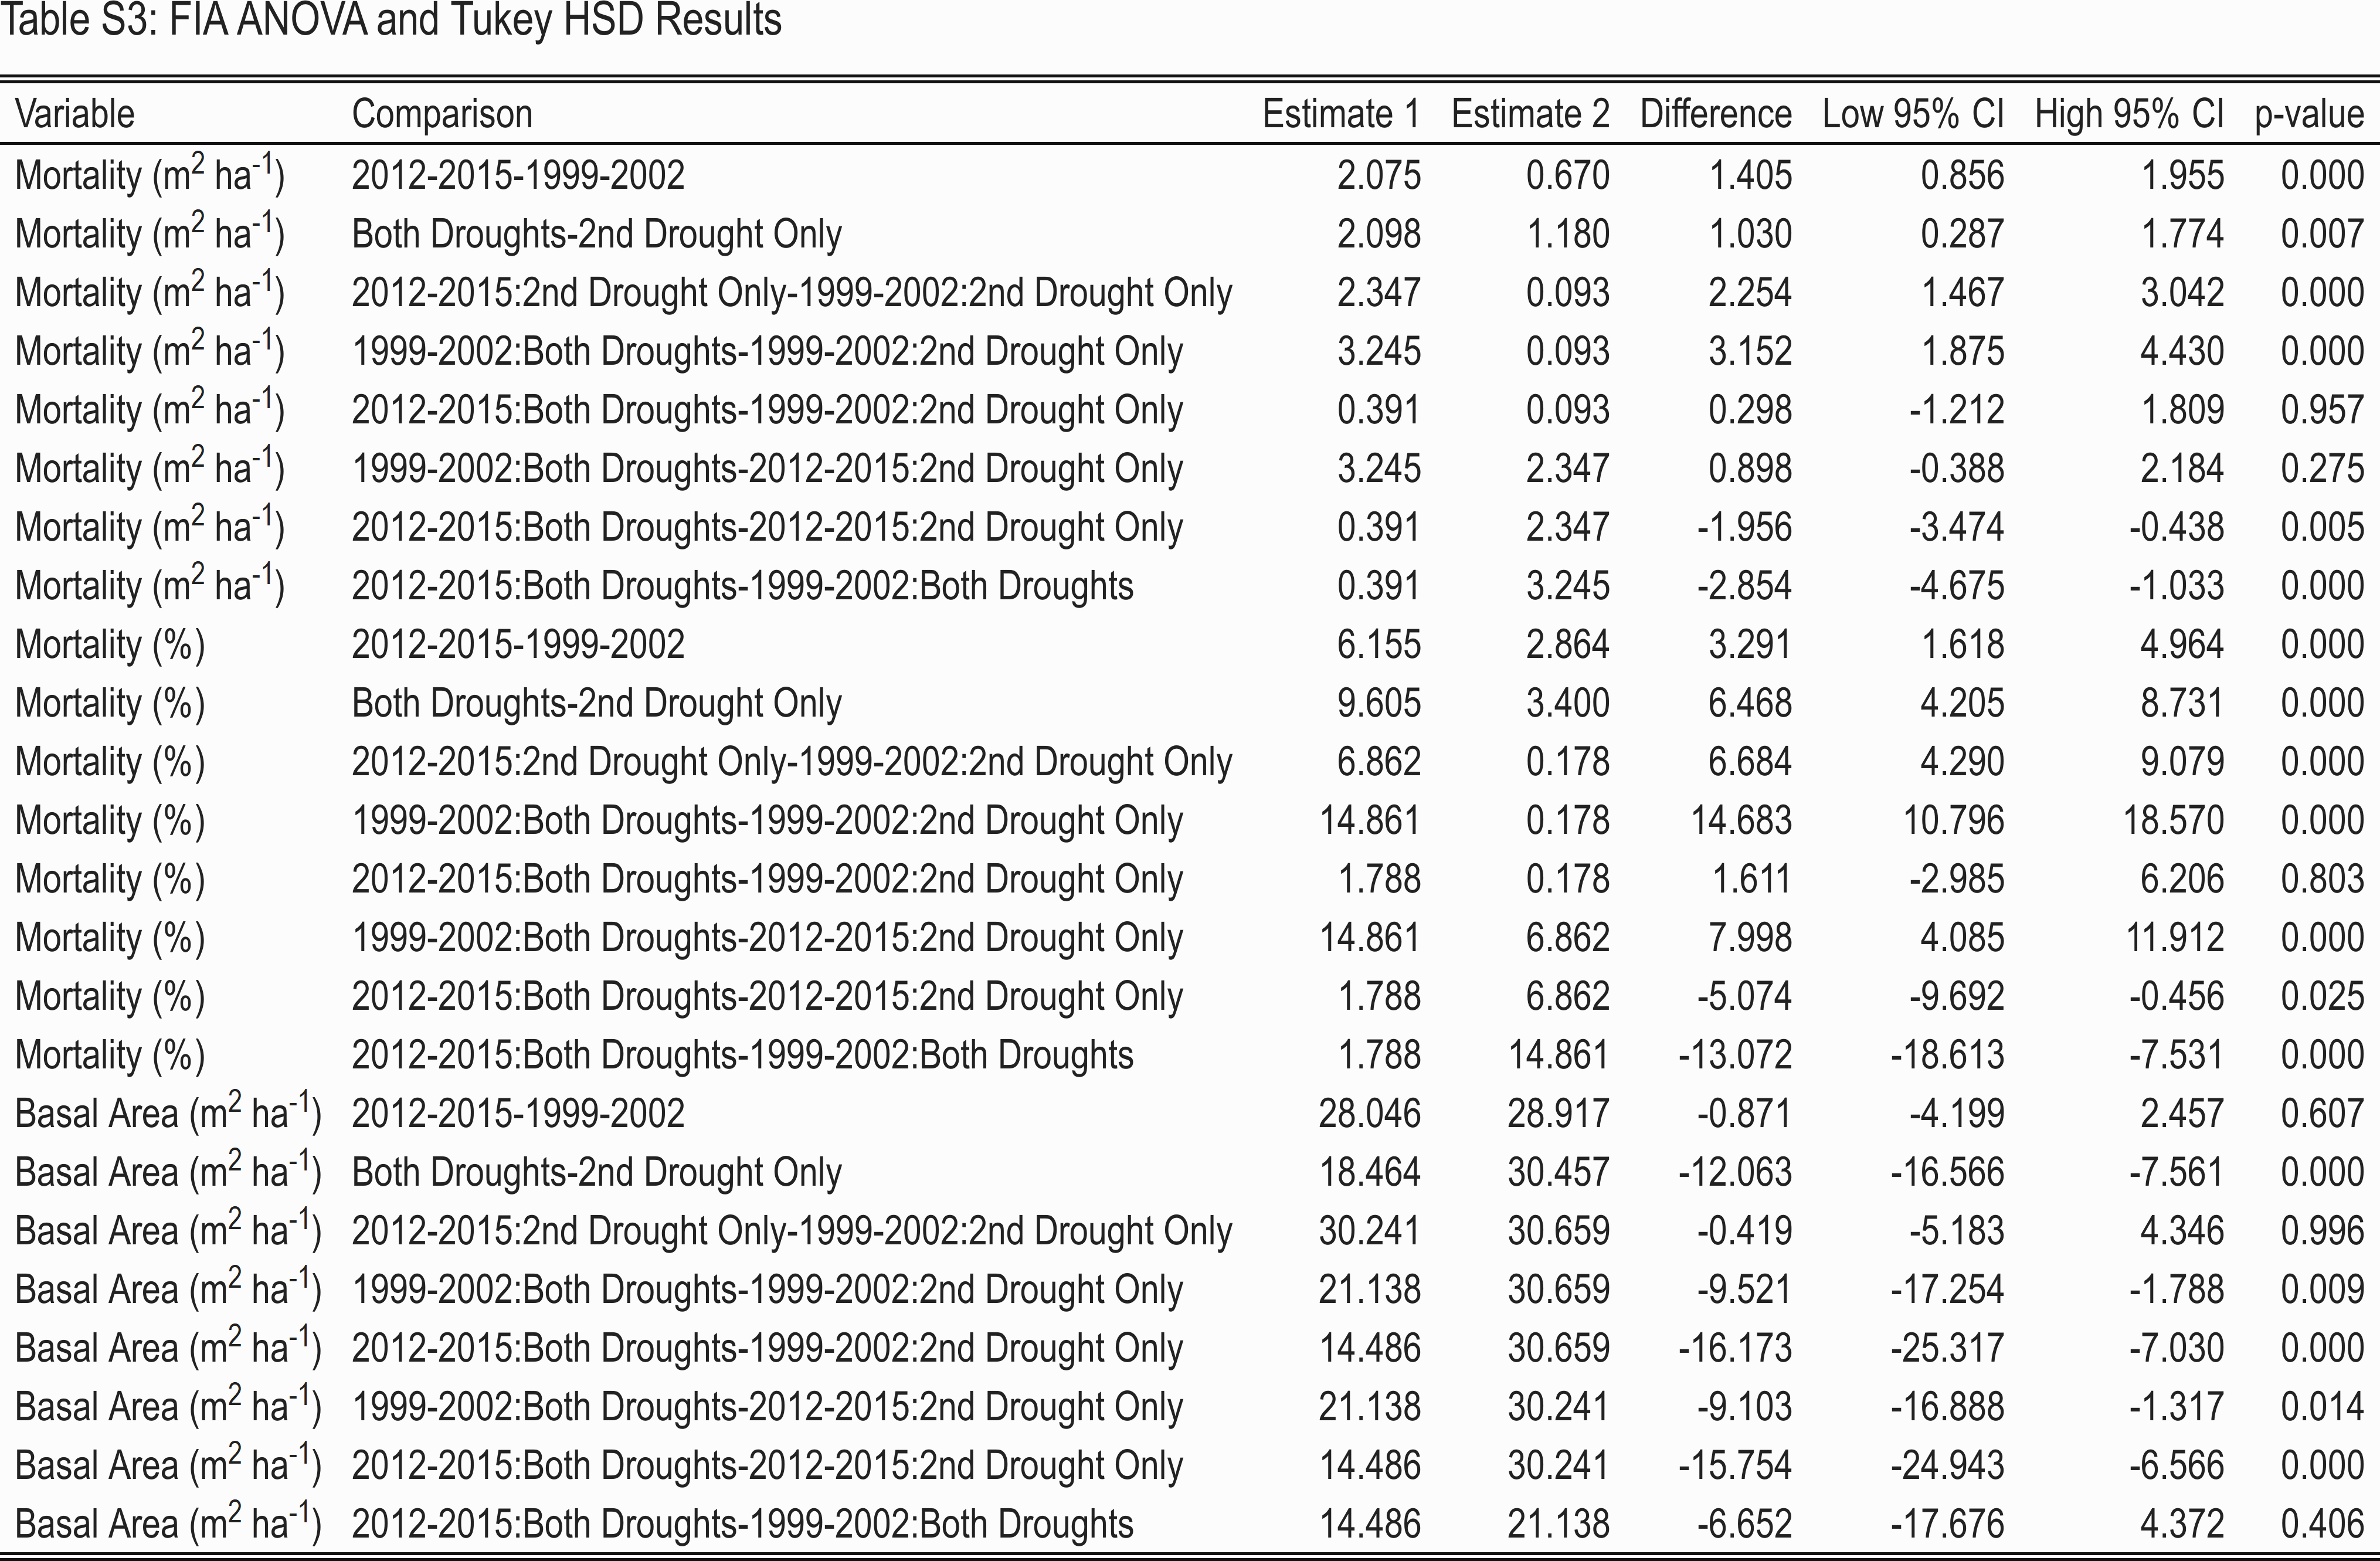 Table S3: FIA ANOVA and Tukey HSD Results
Variable Comparison Estimate 1 Estimate 2 Difference Low 95% CI High 95% CI p-value
Mortality (m² ha⁻¹) 2012-2015-1999-2002 2.075 0.670 1.405 0.856 1.955 0.000
Mortality (m² ha⁻¹) Both Droughts-2nd Drought Only 2.098 1.180 1.030 0.287 1.774 0.007
Mortality (m² ha⁻¹) 2012-2015:2nd Drought Only-1999-2002:2nd Drought Only 2.347 0.093 2.254 1.467 3.042 0.000
Mortality (m² ha⁻¹) 1999-2002:Both Droughts-1999-2002:2nd Drought Only 3.245 0.093 3.152 1.875 4.430 0.000
Mortality (m² ha⁻¹) 2012-2015:Both Droughts-1999-2002:2nd Drought Only 0.391 0.093 0.298 -1.212 1.809 0.957
Mortality (m² ha⁻¹) 1999-2002:Both Droughts-2012-2015:2nd Drought Only 3.245 2.347 0.898 -0.388 2.184 0.275
Mortality (m² ha⁻¹) 2012-2015:Both Droughts-2012-2015:2nd Drought Only 0.391 2.347 -1.956 -3.474 -0.438 0.005
Mortality (m² ha⁻¹) 2012-2015:Both Droughts-1999-2002:Both Droughts 0.391 3.245 -2.854 -4.675 -1.033 0.000
Mortality (%) 2012-2015-1999-2002 6.155 2.864 3.291 1.618 4.964 0.000
Mortality (%) Both Droughts-2nd Drought Only 9.605 3.400 6.468 4.205 8.731 0.000
Mortality (%) 2012-2015:2nd Drought Only-1999-2002:2nd Drought Only 6.862 0.178 6.684 4.290 9.079 0.000
Mortality (%) 1999-2002:Both Droughts-1999-2002:2nd Drought Only 14.861 0.178 14.683 10.796 18.570 0.000
Mortality (%) 2012-2015:Both Droughts-1999-2002:2nd Drought Only 1.788 0.178 1.611 -2.985 6.206 0.803
Mortality (%) 1999-2002:Both Droughts-2012-2015:2nd Drought Only 14.861 6.862 7.998 4.085 11.912 0.000
Mortality (%) 2012-2015:Both Droughts-2012-2015:2nd Drought Only 1.788 6.862 -5.074 -9.692 -0.456 0.025
Mortality (%) 2012-2015:Both Droughts-1999-2002:Both Droughts 1.788 14.861 -13.072 -18.613 -7.531 0.000
Basal Area (m² ha⁻¹) 2012-2015-1999-2002 28.046 28.917 -0.871 -4.199 2.457 0.607
Basal Area (m² ha⁻¹) Both Droughts-2nd Drought Only 18.464 30.457 -12.063 -16.566 -7.561 0.000
Basal Area (m² ha⁻¹) 2012-2015:2nd Drought Only-1999-2002:2nd Drought Only 30.241 30.659 -0.419 -5.183 4.346 0.996
Basal Area (m² ha⁻¹) 1999-2002:Both Droughts-1999-2002:2nd Drought Only 21.138 30.659 -9.521 -17.254 -1.788 0.009
Basal Area (m² ha⁻¹) 2012-2015:Both Droughts-1999-2002:2nd Drought Only 14.486 30.659 -16.173 -25.317 -7.030 0.000
Basal Area (m² ha⁻¹) 1999-2002:Both Droughts-2012-2015:2nd Drought Only 21.138 30.241 -9.103 -16.888 -1.317 0.014
Basal Area (m² ha⁻¹) 2012-2015:Both Droughts-2012-2015:2nd Drought Only 14.486 30.241 -15.754 -24.943 -6.566 0.000
Basal Area (m² ha⁻¹) 2012-2015:Both Droughts-1999-2002:Both Droughts 14.486 21.138 -6.652 -17.676 4.372 0.406